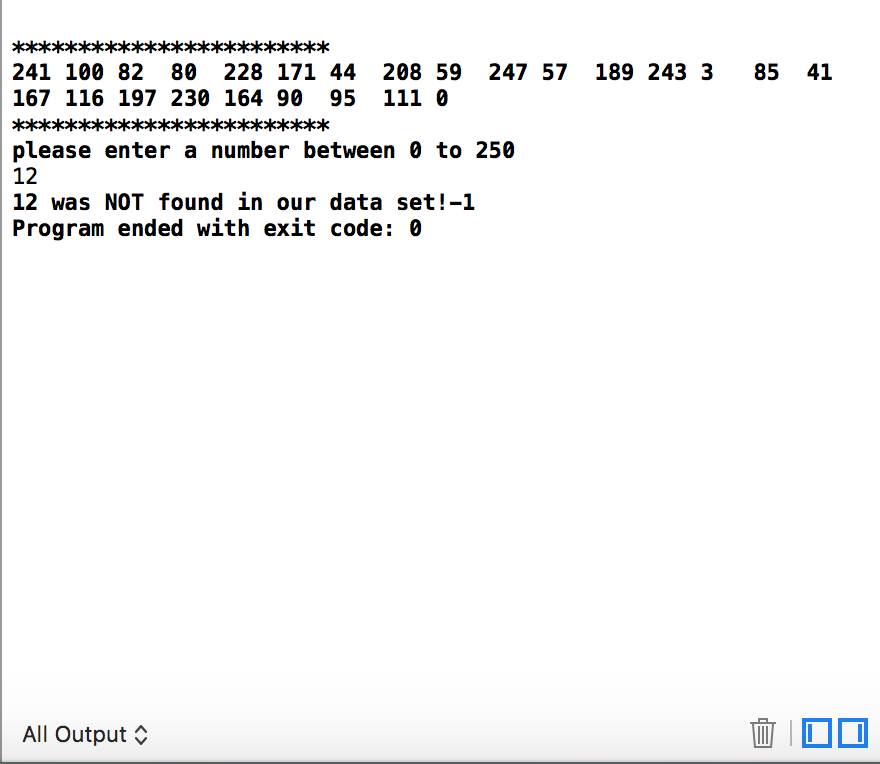 ************************
241 100 82  80  228 171 44  208 59  247 57  189 243 3   85  41
167 116 197 230 164 90  95  111 0
************************
please enter a number between 0 to 250
12
12 was NOT found in our data set!-1
Program ended with exit code: 0
All Output